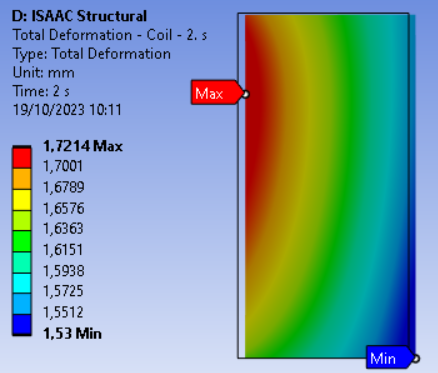 D: ISAAC Structural
Total Deformation - Coil - 2. s
Type: Total Deformation
Unit: mm
Time: 2 s
19/10/2023 10:11
Max
1,7214 Max
1,7001
1,6789
1,6576
1,6363
1,6151
1,5938
1,5725
1,5512
1,53 Min
Min